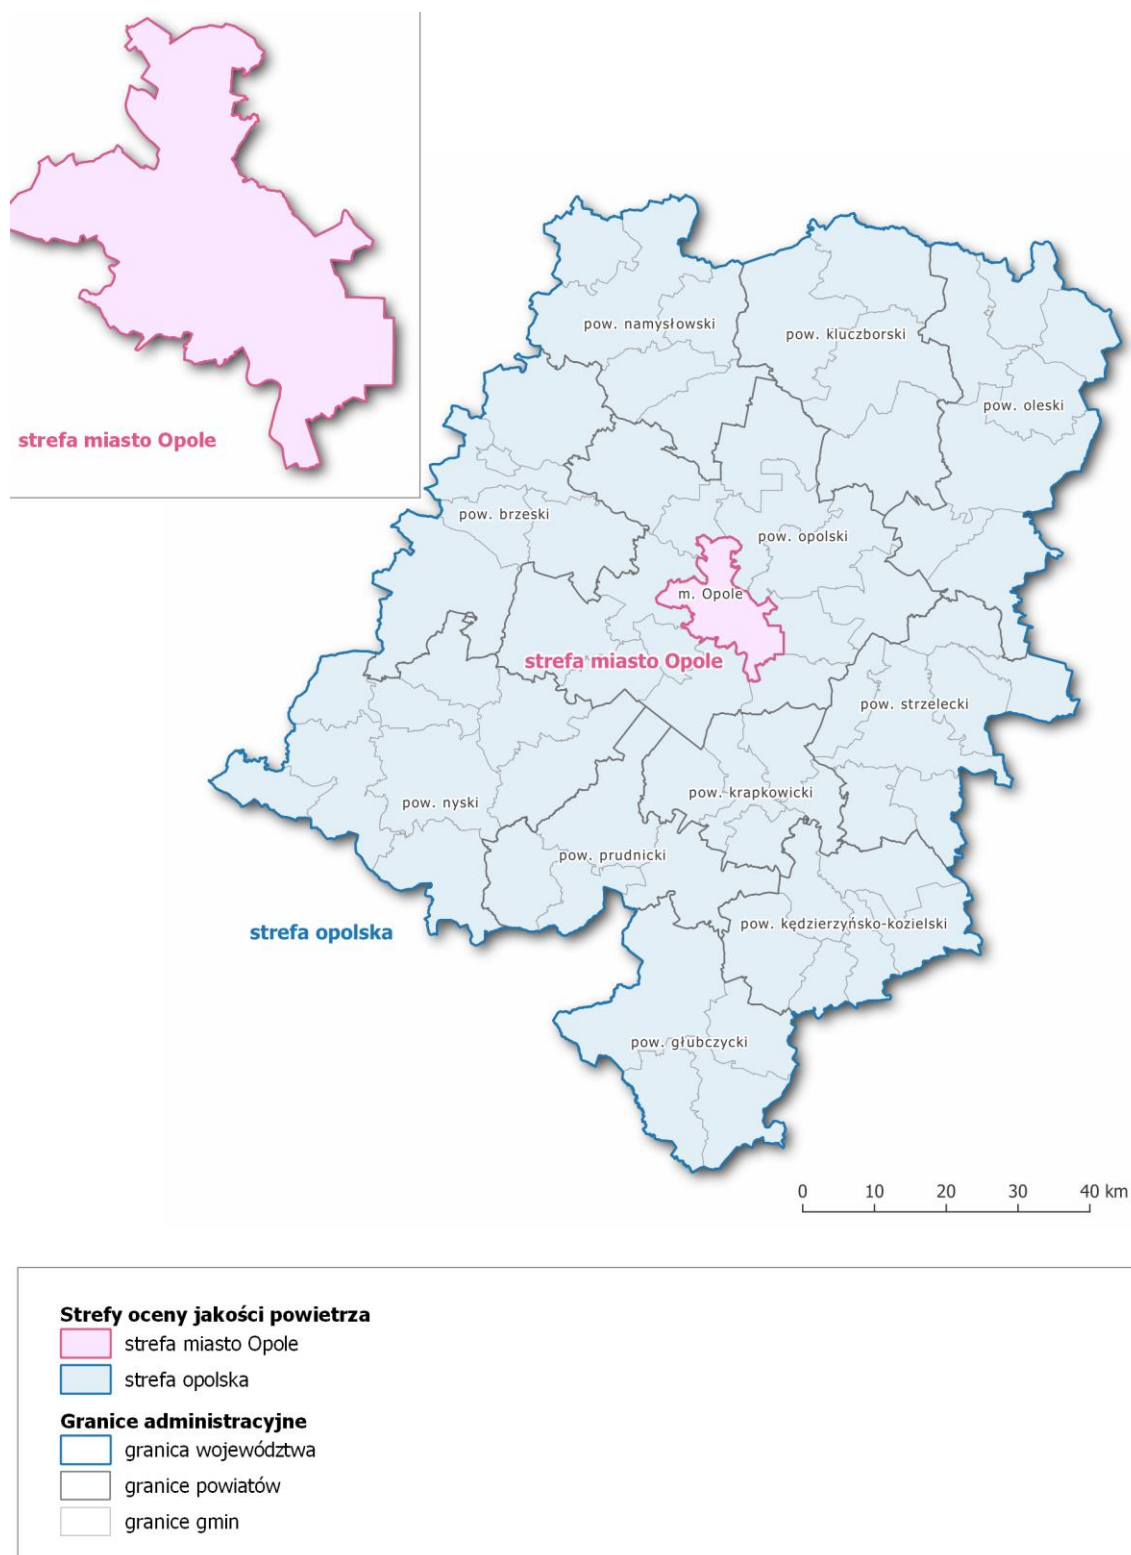 strefa miasto Opole
pow. namysłowski
pow. kluczborski
pow. oleski
pow. brzeski
pow. opolski
m. Opole
strefa miasto Opole
pow. strzelecki
pow. krapkowicki
pow. nyski
pow. prudnicki
strefa opolska
pow. kędzierzyńsko-kozielski
pow. głubczycki
0 10 20 30 40 km
Strefy oceny jakości powietrza
strefa miasto Opole
strefa opolska
Granice administracyjne
granica województwa
granice powiatów
granice gmin